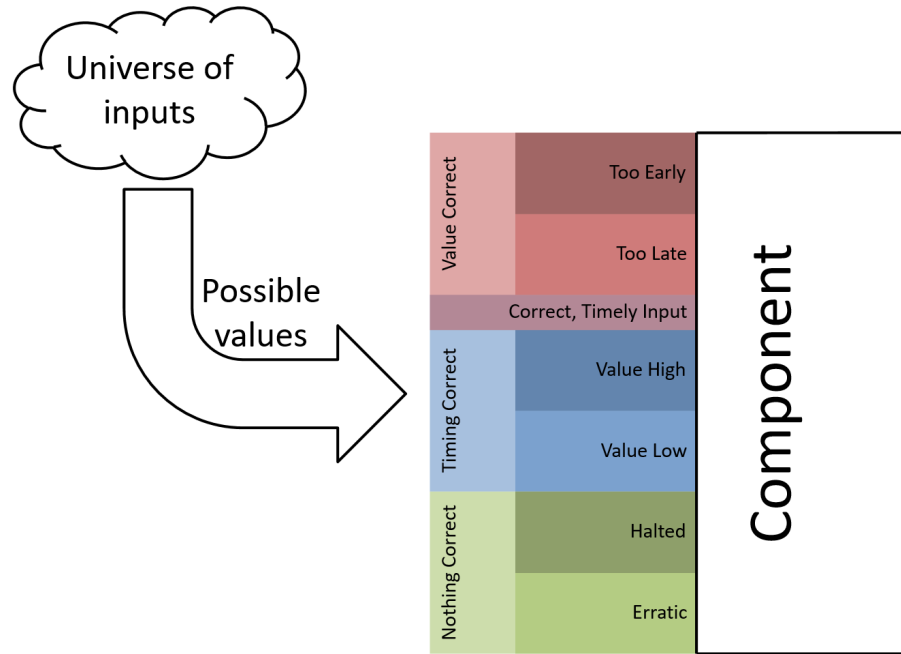 Universe of
inputs
Possible
values
Value Correct
Too Early
Too Late
Correct, Timely Input
Timing Correct
Value High
Value Low
Nothing Correct
Halted
Erratic
Component